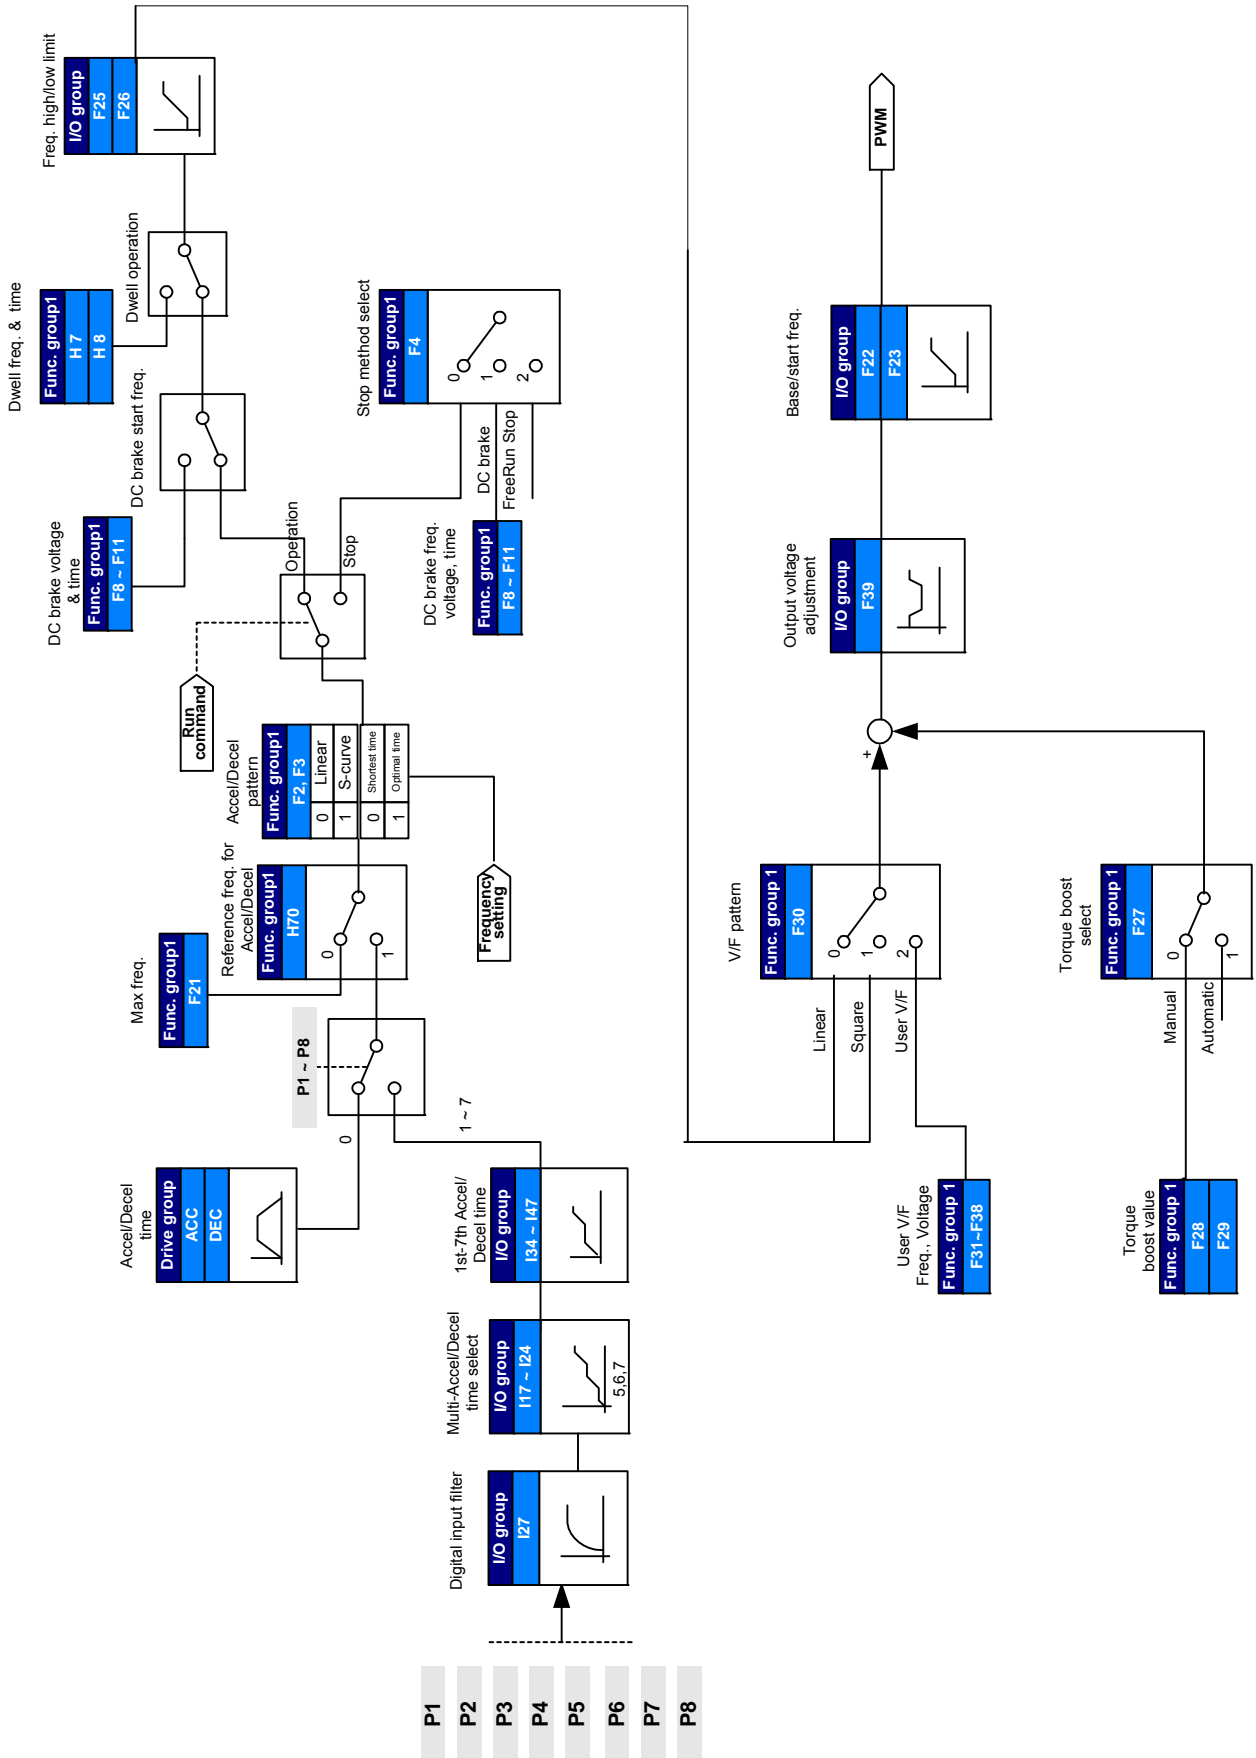 P1
P2
P3
P4
P5
P6
P7
P8
Digital input filter
I/O group
I27
Multi-Accel/Decel
time select
I/O group
I17 ~ I24
5,6,7
1st-7th Accel/
Decel time
I/O group
I34 ~ I47
Accel/Decel
time
Drive group
ACC
DEC
0
1 ~ 7
P1 ~ P8
Max freq.
Func. group1
F21
Reference freq. for
Accel/Decel
Func. group1
H70
0
1
Accel/Decel
pattern
Func. group1
F2, F3
0 Linear
1 S-curve
0 Shortest time
1 Optimal time
Frequency
setting
Run
command
Operation
Stop
DC brake voltage
& time
Func. group1
F8 ~ F11
DC brake start freq.
Dwell freq. & time
Func. group1
H 7
H 8
Dwell operation
Freq. high/low limit
I/O group
F25
F26
DC brake freq.
voltage, time
Func. group1
F8 ~ F11
DC brake
FreeRun Stop
Stop method select
Func. group1
F4
0
1
2
User V/F
Freq., Voltage
Func. group 1
F31~F38
Linear
Square
User V/F
V/F pattern
Func. group 1
F30
0
1
2
Torque
boost value
Func. group 1
F28
F29
Manual
Automatic
Torque boost
select
Func. group 1
F27
0
1
+
Output voltage
adjustment
I/O group
F39
Base/start freq.
I/O group
F22
F23
PWM